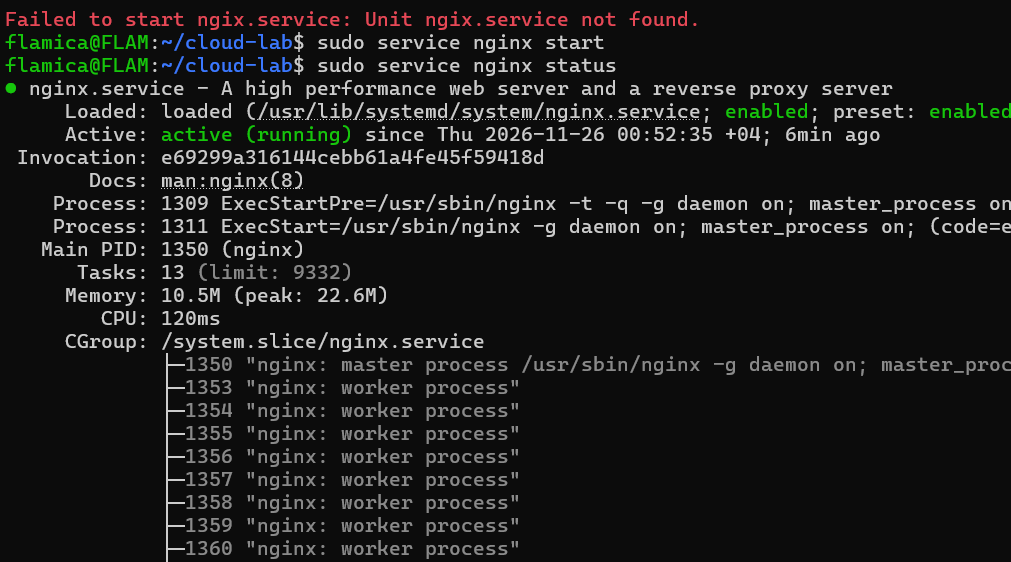 Failed to start ngix.service: Unit ngix.service not found.
flamica@FLAM:~/cloud-lab$ sudo service nginx start
flamica@FLAM:~/cloud-lab$ sudo service nginx status
● nginx.service - A high performance web server and a reverse proxy server
Loaded: loaded (/usr/lib/systemd/system/nginx.service; enabled; preset: enabled
Active: active (running) since Thu 2026-11-26 00:52:35 +04; 6min ago
Invocation: e69299a316144cebb61a4fe45f59418d
Docs: man:nginx(8)
Process: 1309 ExecStartPre=/usr/sbin/nginx -t -q -g daemon on; master_process on
Process: 1311 ExecStart=/usr/sbin/nginx -g daemon on; master_process on; (code=e
Main PID: 1350 (nginx)
Tasks: 13 (limit: 9332)
Memory: 10.5M (peak: 22.6M)
CPU: 120ms
CGroup: /system.slice/nginx.service
├─1350 "nginx: master process /usr/sbin/nginx -g daemon on; master_proc
├─1353 "nginx: worker process"
├─1354 "nginx: worker process"
├─1355 "nginx: worker process"
├─1356 "nginx: worker process"
├─1357 "nginx: worker process"
├─1358 "nginx: worker process"
├─1359 "nginx: worker process"
├─1360 "nginx: worker process"